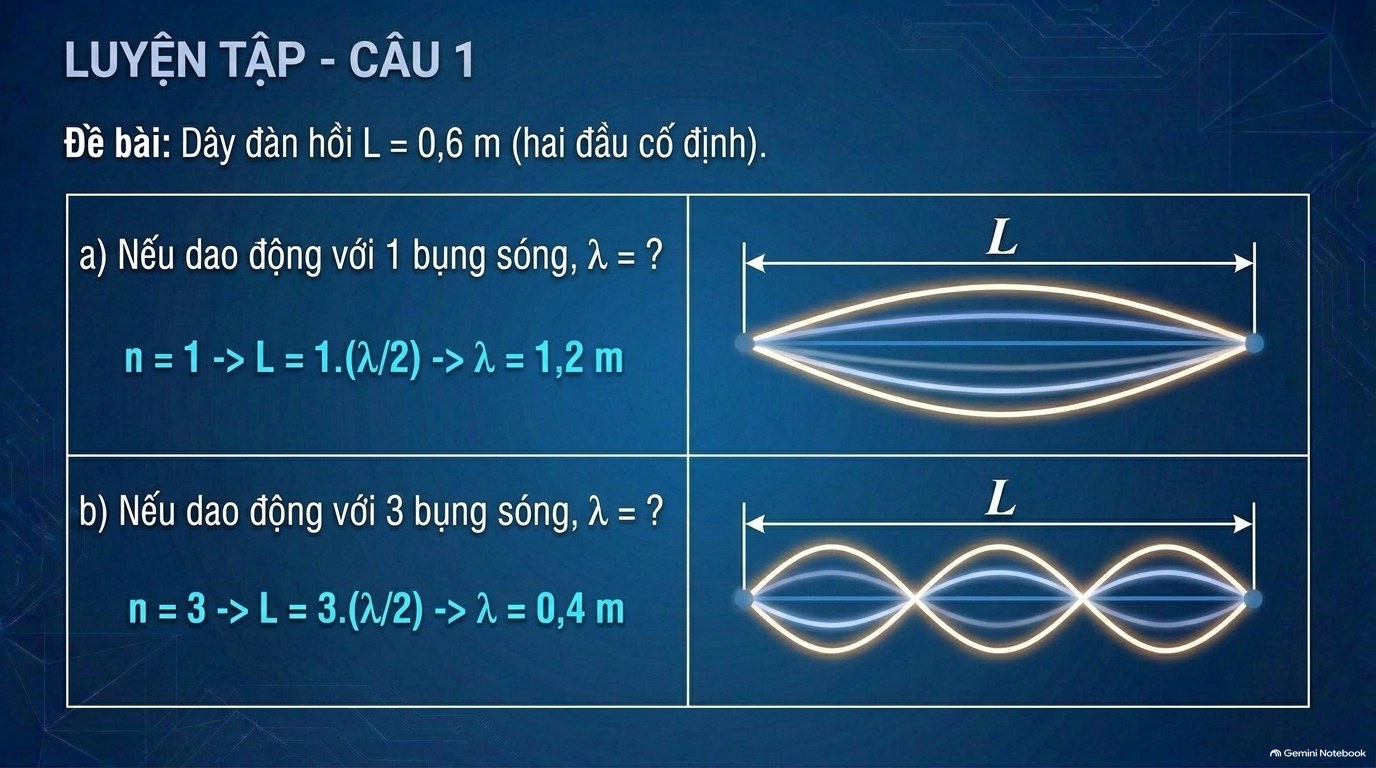 LUYỆN TẬP - CÂU 1
Đề bài: Dây đàn hồi L = 0,6 m (hai đầu cố định).
a) Nếu dao động với 1 bụng sóng, λ = ?
n = 1 -> L = 1.(λ/2) -> λ = 1,2 m
L
b) Nếu dao động với 3 bụng sóng, λ = ?
n = 3 -> L = 3.(λ/2) -> λ = 0,4 m
L
Gemini Notebook